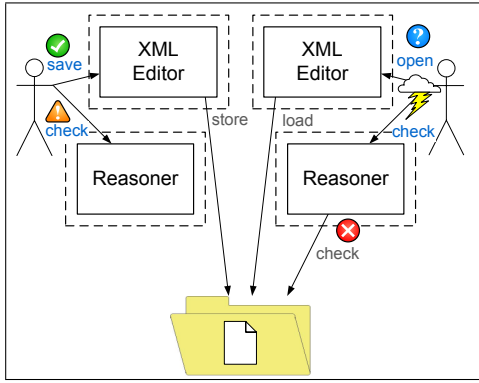 XML
Editor
XML
Editor
?
save
open
store
load
!
check
check
Reasoner
Reasoner
check